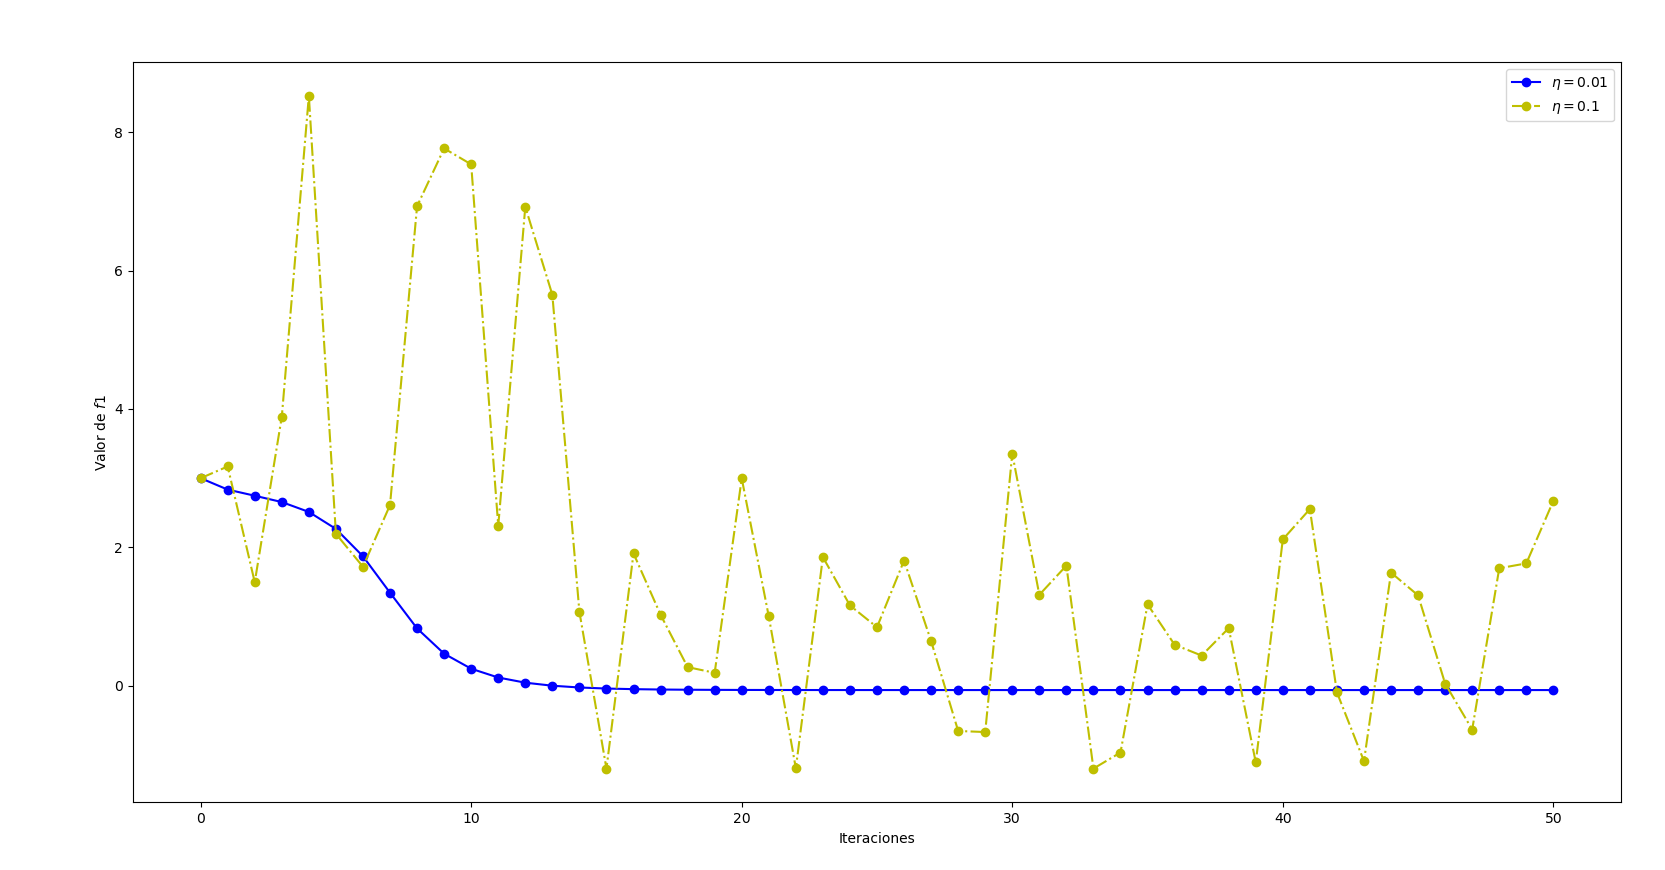 η = 0.01
η = 0.1
8
6
4
2
0
Valor de f1
0 10 20 30 40 50
Iteraciones